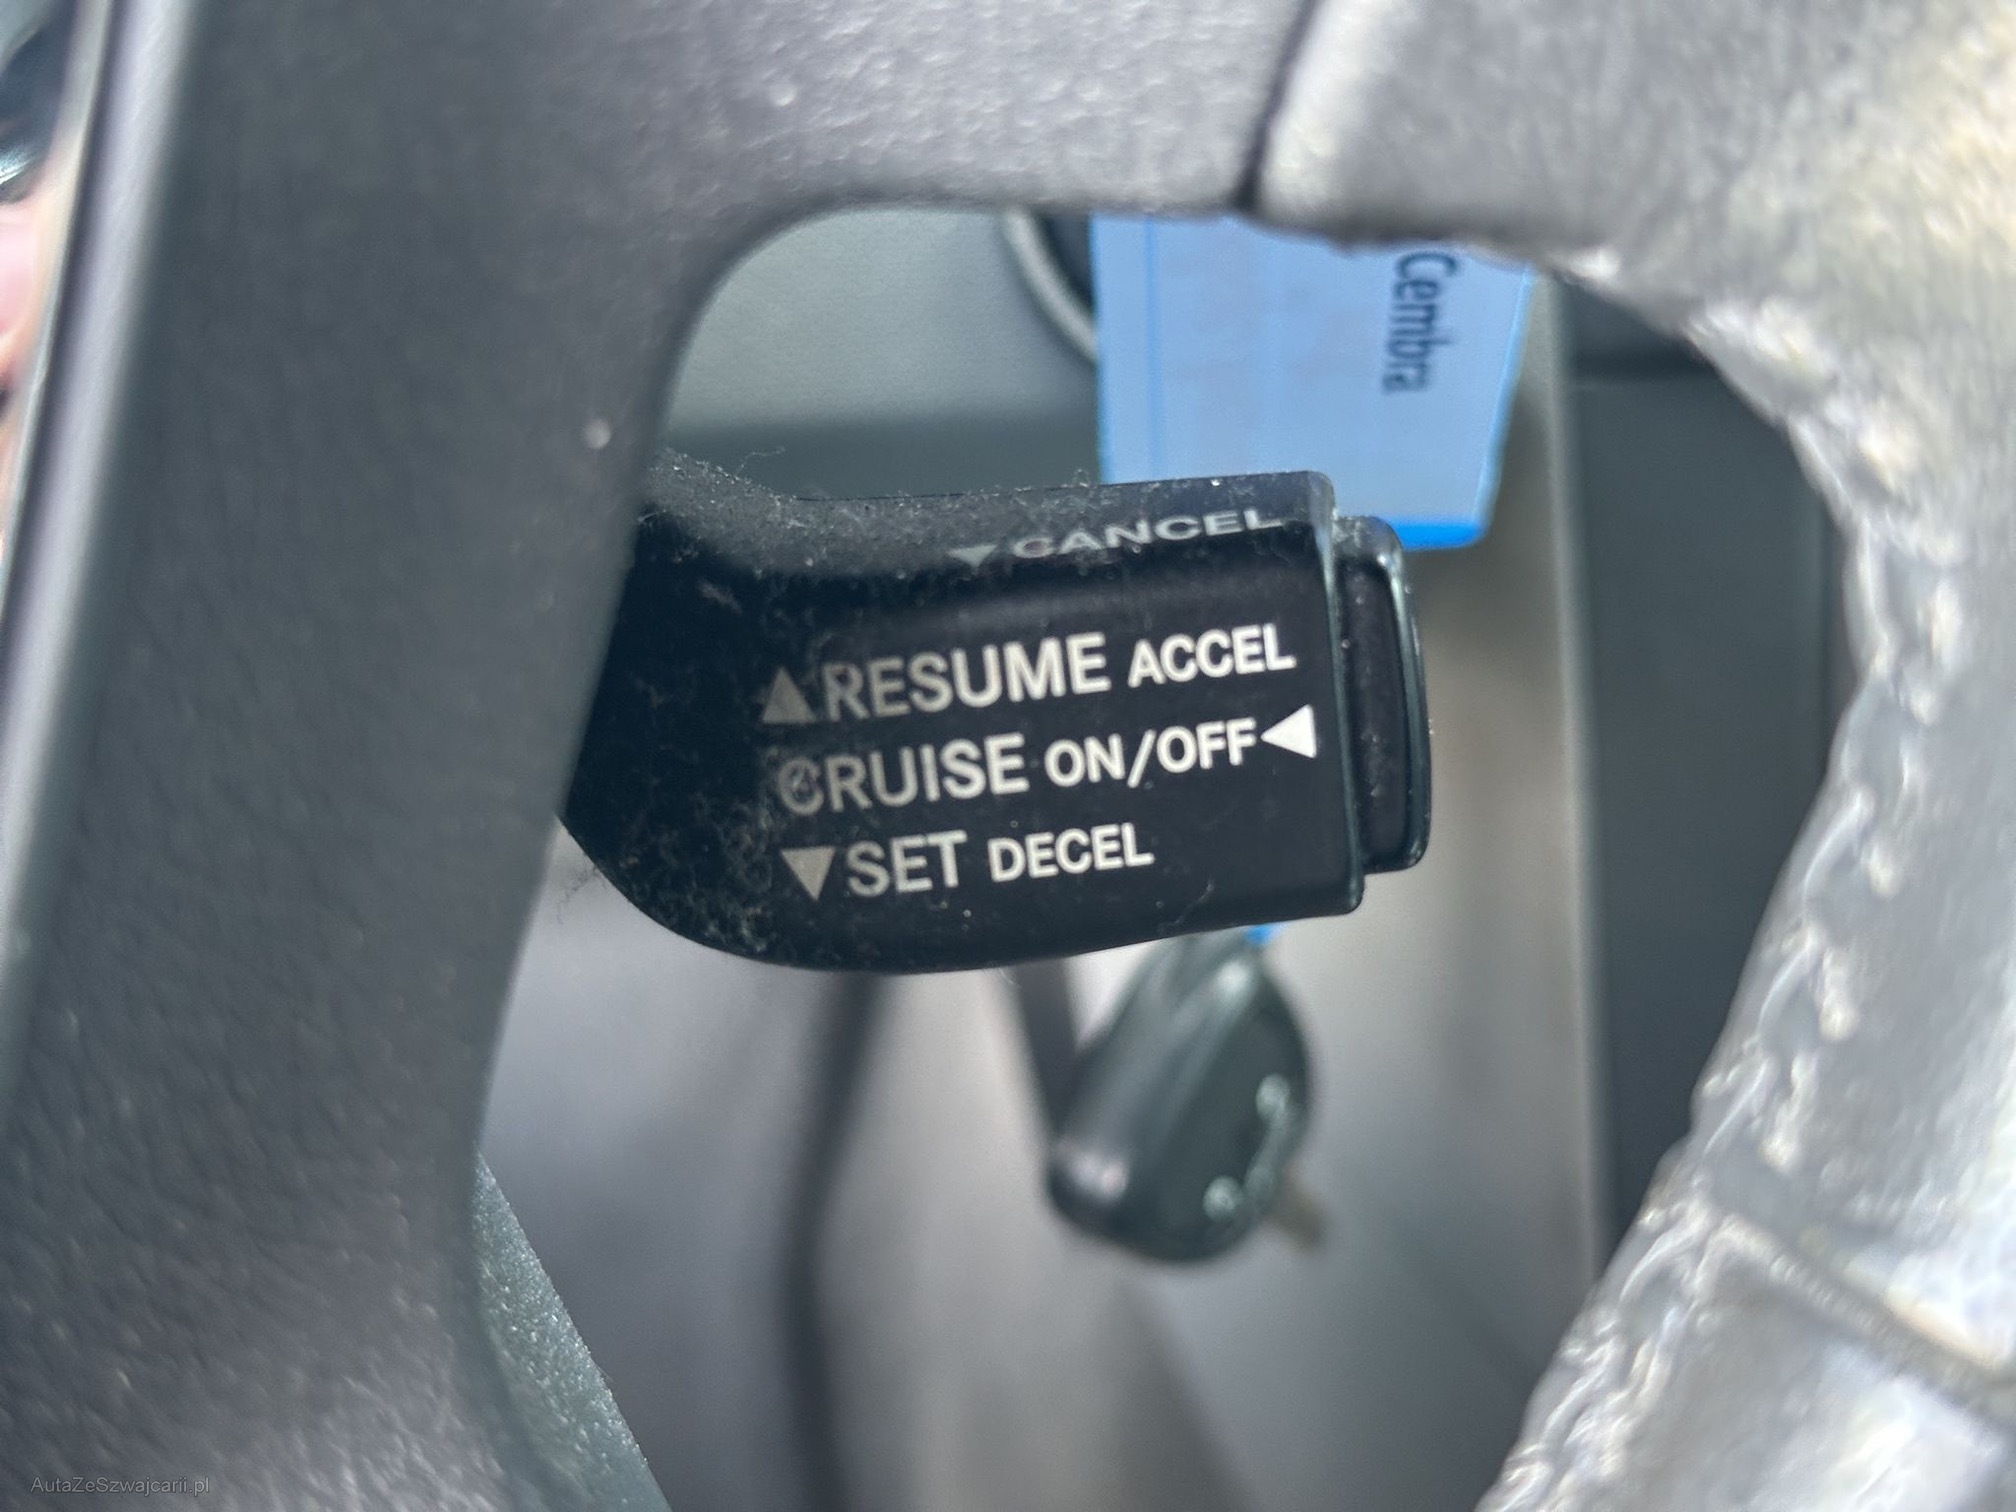 Cembra
▼CANCEL
▲RESUME ACCEL
CRUISE ON/OFF◀
▼SET DECEL
AutaZeSzwajcarii.pl